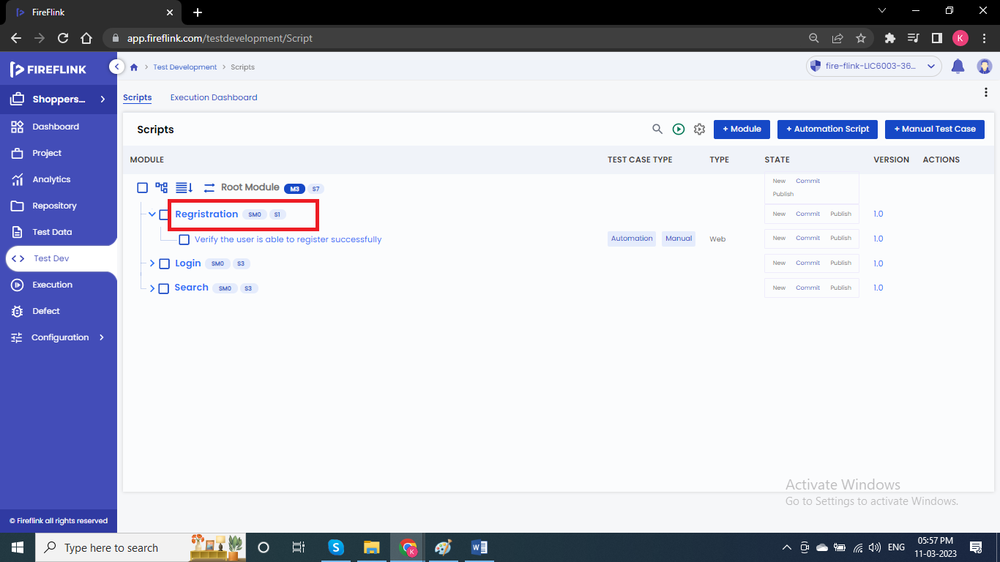 FireFlink
app.fireflink.com/testdevelopment/Script
K
FIREFLINK
Test Development
Scripts
fire-flink-LIC6003-36...
Shoppers...
Scripts
Execution Dashboard
Dashboard
Project
Analytics
Repository
Test Data
Test Dev
Execution
Defect
Configuration
© Fireflink all rights reserved
Scripts
+ Module
+ Automation Script
+ Manual Test Case
MODULE TEST CASE TYPE TYPE STATE VERSION ACTIONS
Root Module M3 S7 New Commit
Publish
Regristration SM0 S1 New Commit Publish 1.0
Verify the user is able to register successfully Automation Manual Web New Commit Publish 1.0
Login SM0 S3 New Commit Publish 1.0
Search SM0 S3 New Commit Publish 1.0
Activate Windows
Go to Settings to activate Windows.
Type here to search
S
K
W
ENG
05:57 PM
11-03-2023